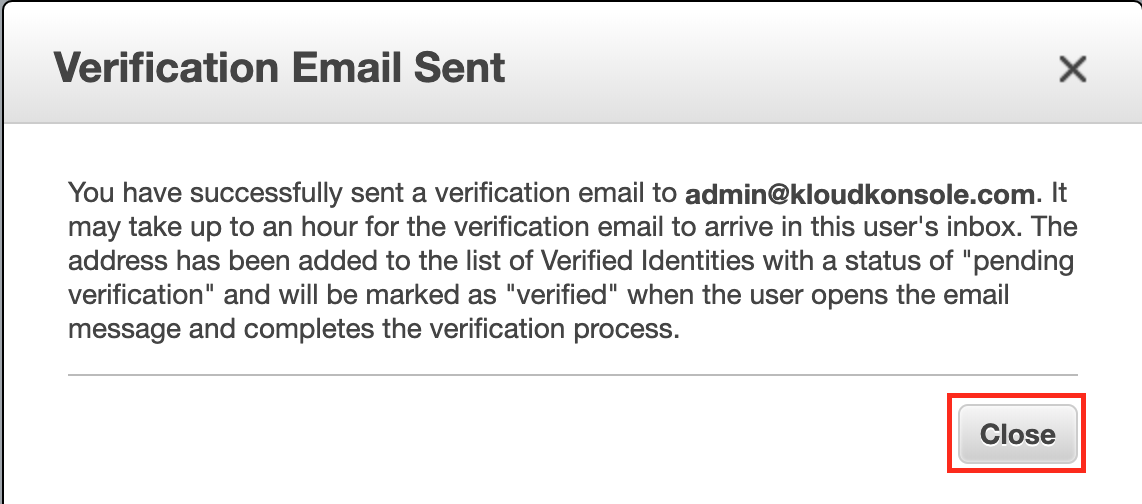 Verification Email Sent
You have successfully sent a verification email to admin@kloudkonsole.com. It
may take up to an hour for the verification email to arrive in this user's inbox. The
address has been added to the list of Verified Identities with a status of "pending
verification" and will be marked as "verified" when the user opens the email
message and completes the verification process.
Close